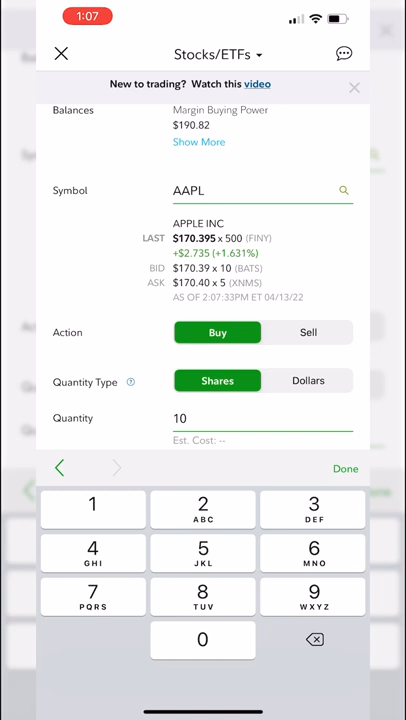 1:07
Stocks/ETFs
New to trading? Watch this video
Balances
Margin Buying Power
$190.82
Show More
Symbol
AAPL
APPLE INC
LAST $170.395 x 500 (FINY)
+$2.735 (+1.631%)
BID $170.39 x 10 (BATS)
ASK $170.40 x 5 (XNMS)
AS OF 2:07:33PM ET 04/13/22
Action
Buy Sell
Quantity Type ?
Shares Dollars
Quantity
10
Est. Cost: --
Done
1 2 3
ABC DEF
4 5 6
GHI JKL MNO
7 8 9
PQRS TUV WXYZ
0